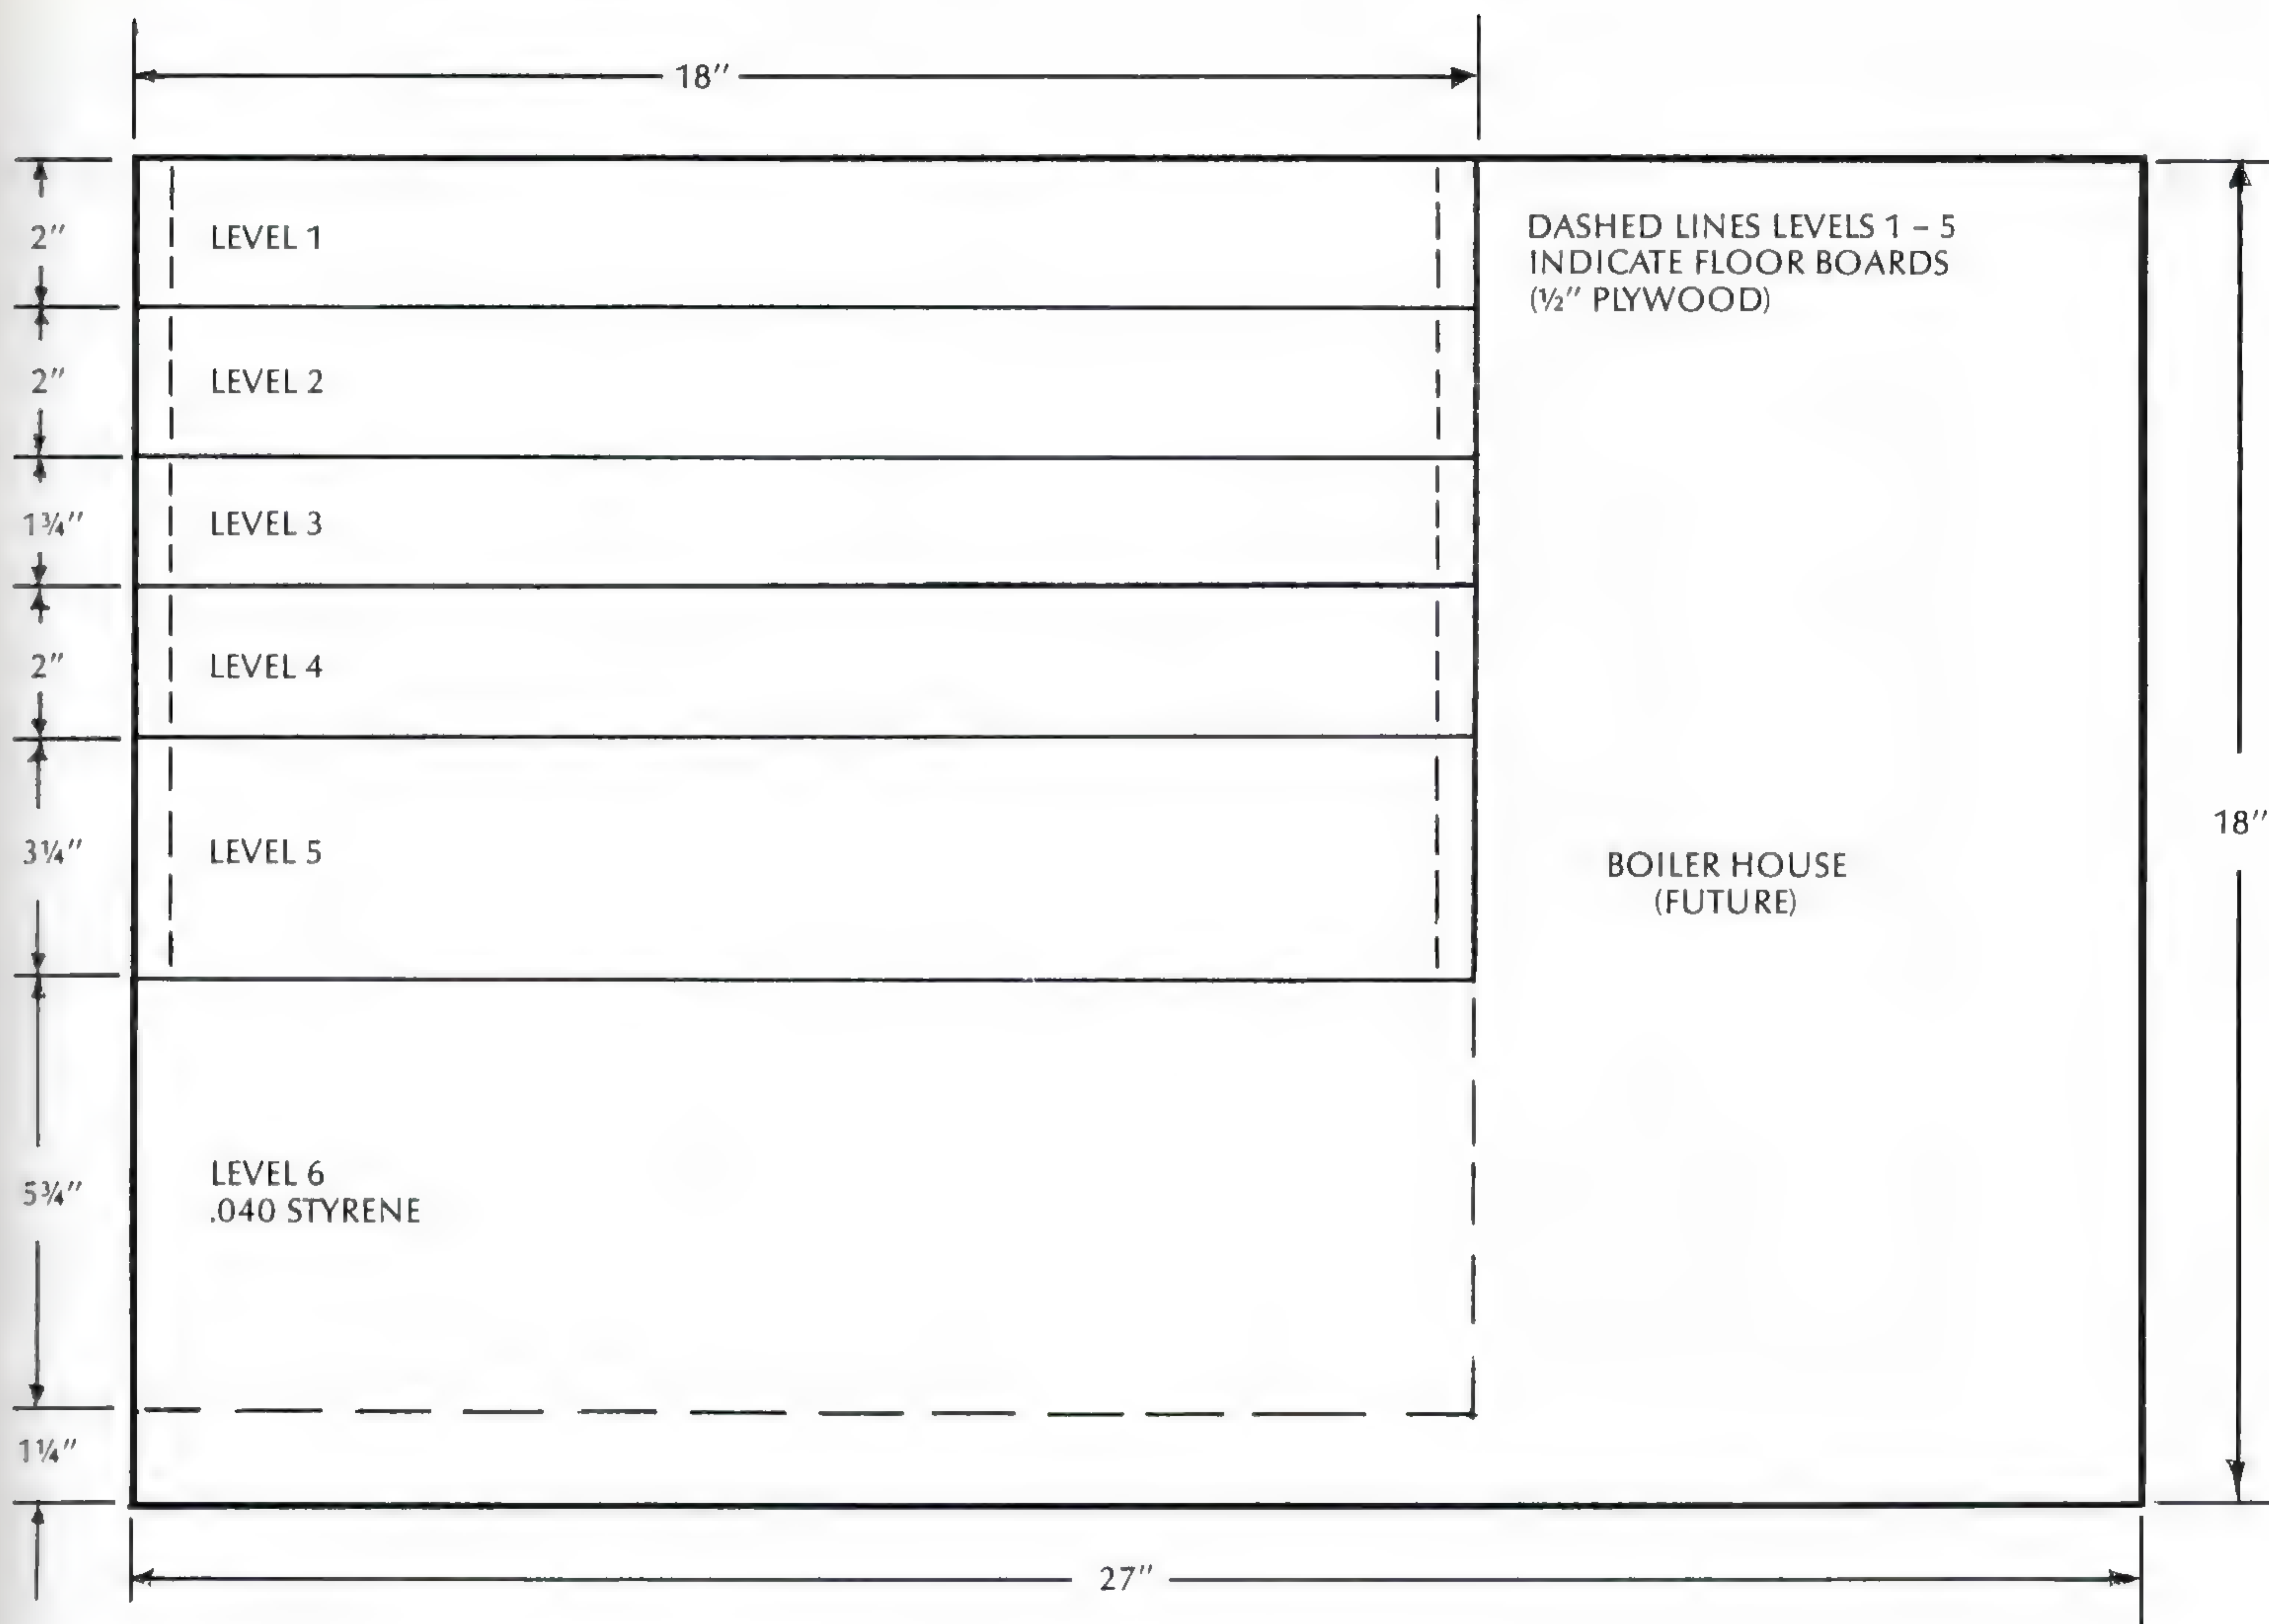 18″
2″
LEVEL 1
DASHED LINES LEVELS 1 – 5
INDICATE FLOOR BOARDS
(½″ PLYWOOD)
2″
LEVEL 2
1¾″
LEVEL 3
2″
LEVEL 4
3¼″
LEVEL 5
18″
BOILER HOUSE
(FUTURE)
5¾″
LEVEL 6
.040 STYRENE
1¼″
27″